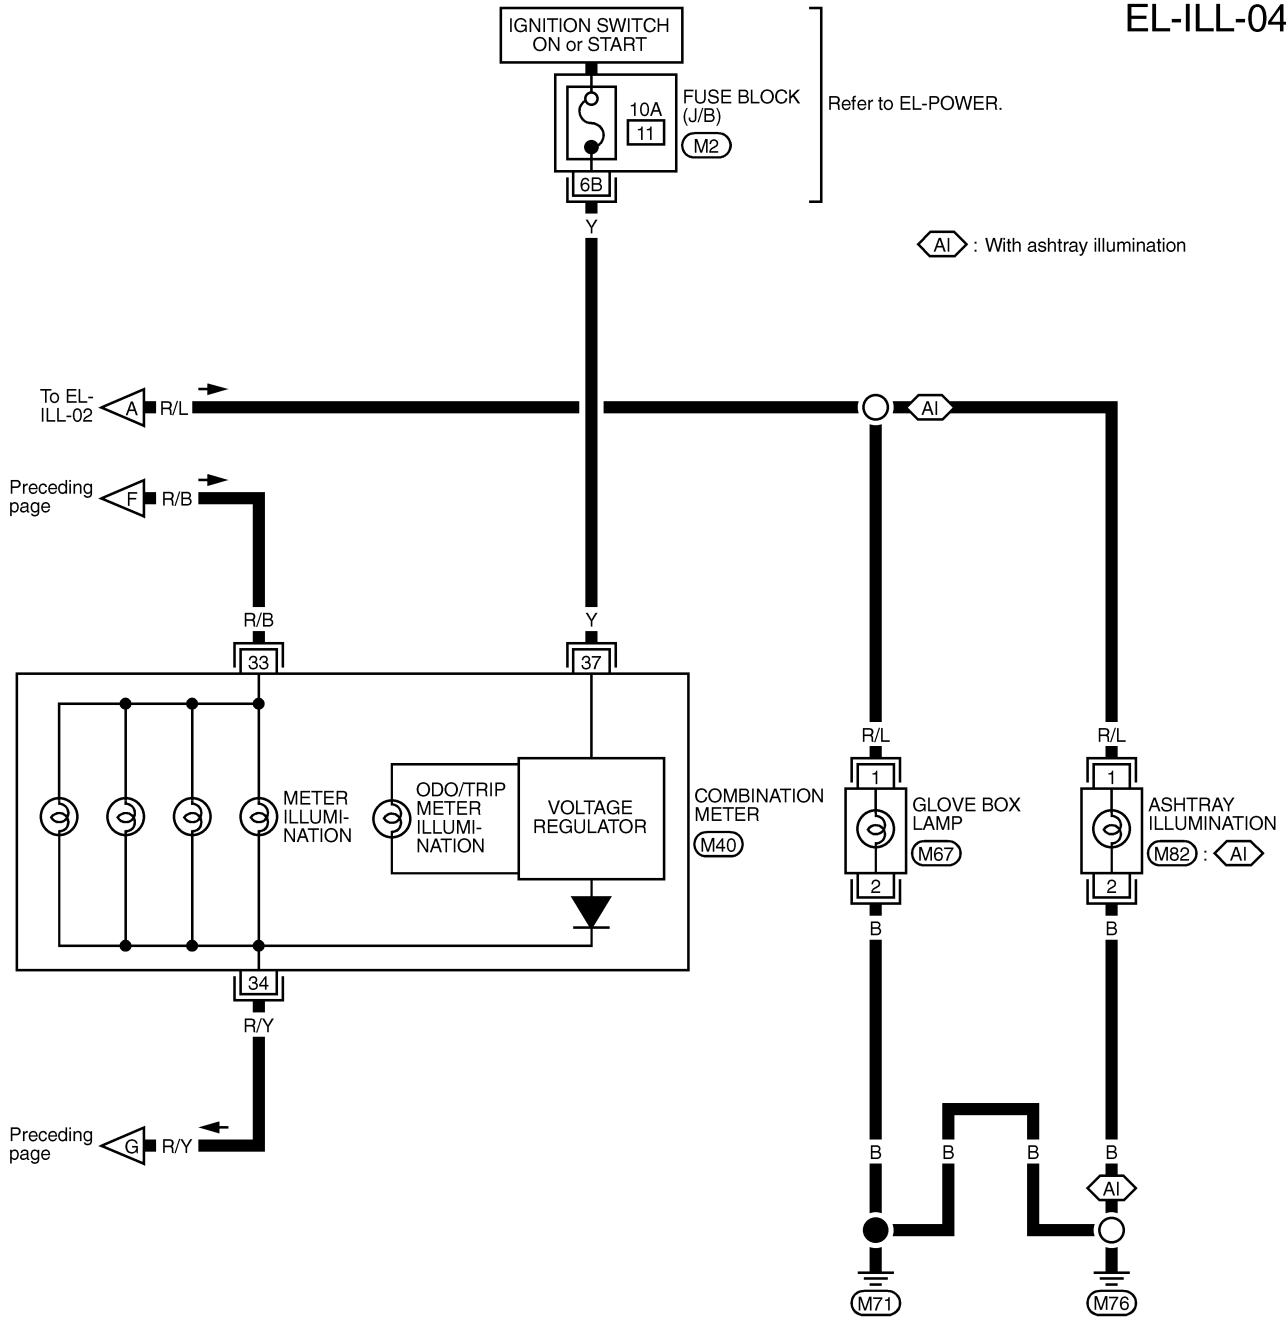 EL-ILL-04
IGNITION SWITCH
ON or START
FUSE BLOCK
(J/B)
10A
11
M2
Refer to EL-POWER.
6B
Y
AI : With ashtray illumination
To EL-
ILL-02
A
R/L
AI
Preceding
page
F
R/B
R/B
Y
33
37
R/L
R/L
1
1
METER
ILLUMI-
NATION
ODO/TRIP
METER
ILLUMI-
NATION
VOLTAGE
REGULATOR
COMBINATION
METER
M40
GLOVE BOX
LAMP
M67
ASHTRAY
ILLUMINATION
M82 : AI
2
2
B
B
34
R/Y
Preceding
page
G
R/Y
B
B
B
B
AI
M71
M76